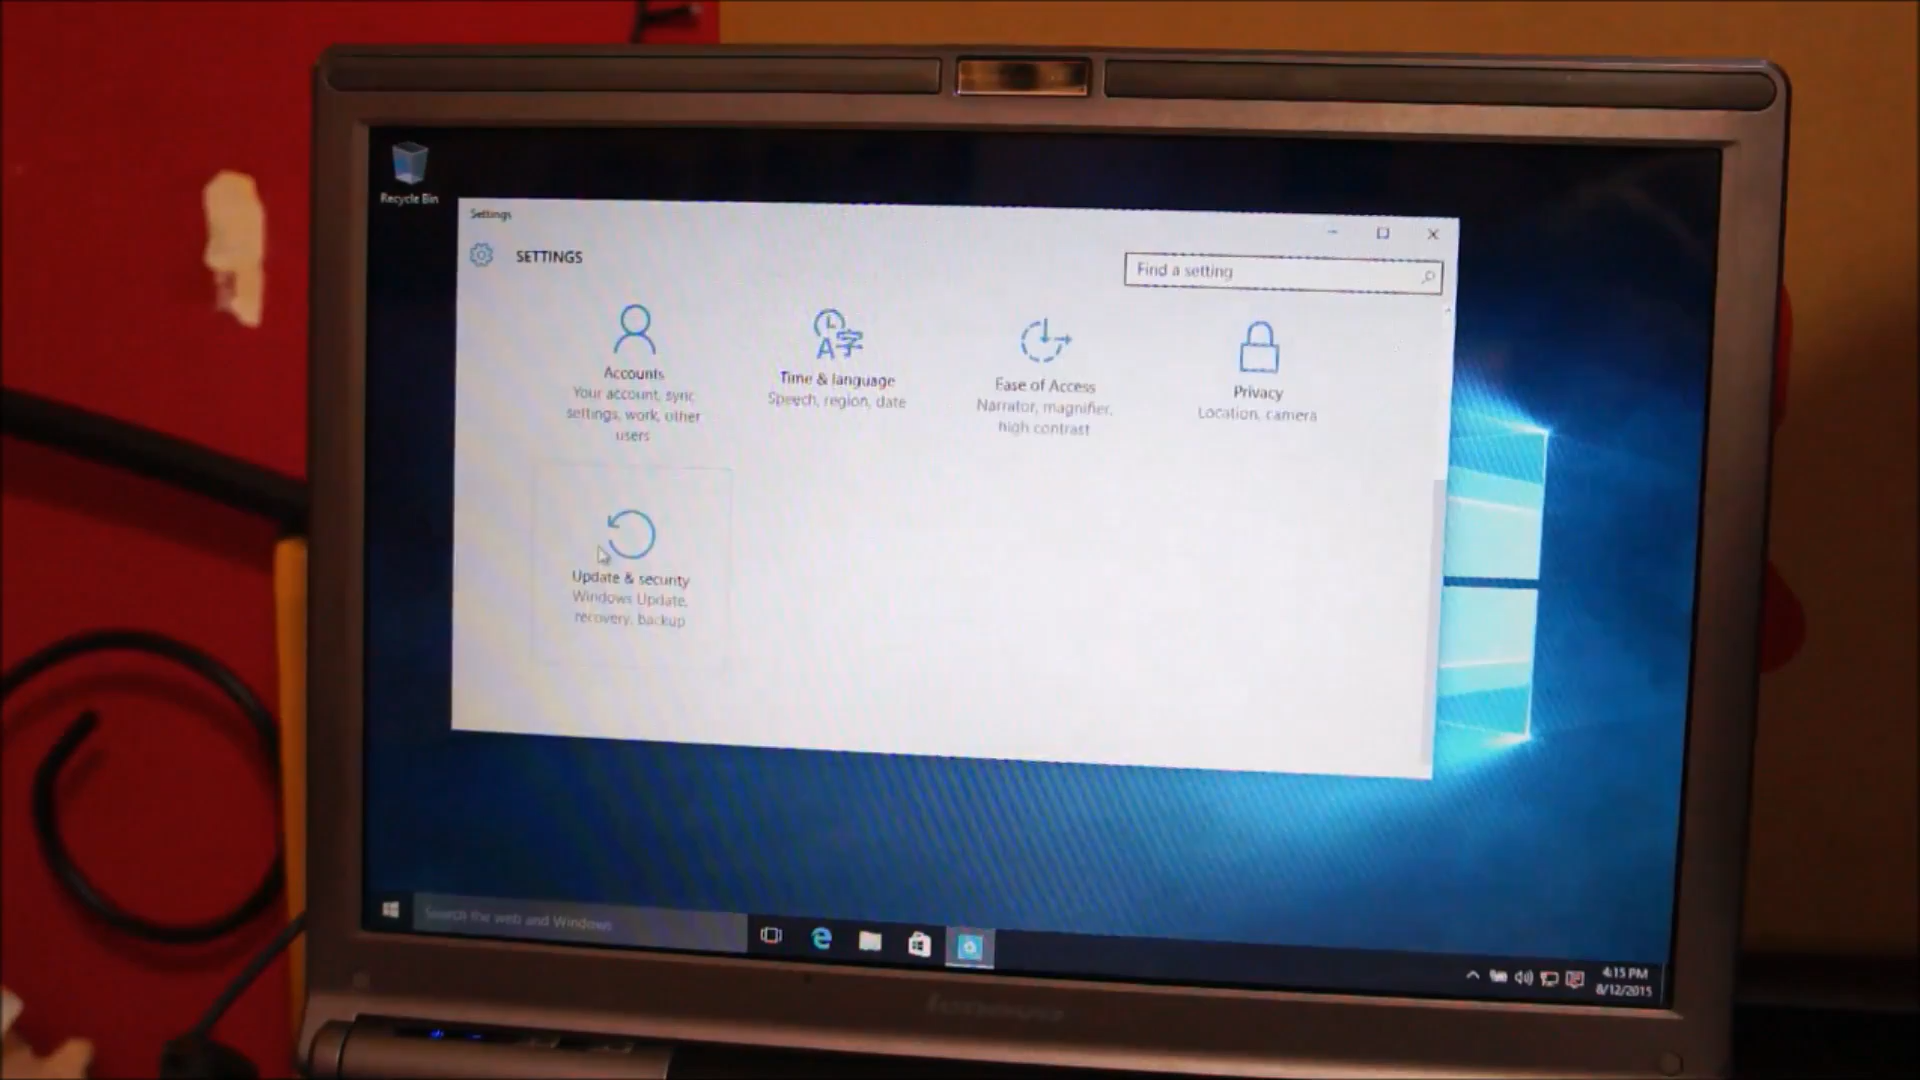 Recycle Bin
Settings
SETTINGS
Find a setting
Accounts
Your account, sync
settings, work, other
users
Time & language
Speech, region, date
Ease of Access
Narrator, magnifier,
high contrast
Privacy
Location, camera
Update & security
Windows Update,
recovery, backup
Search the web and Windows
4:15 PM
8/12/2015